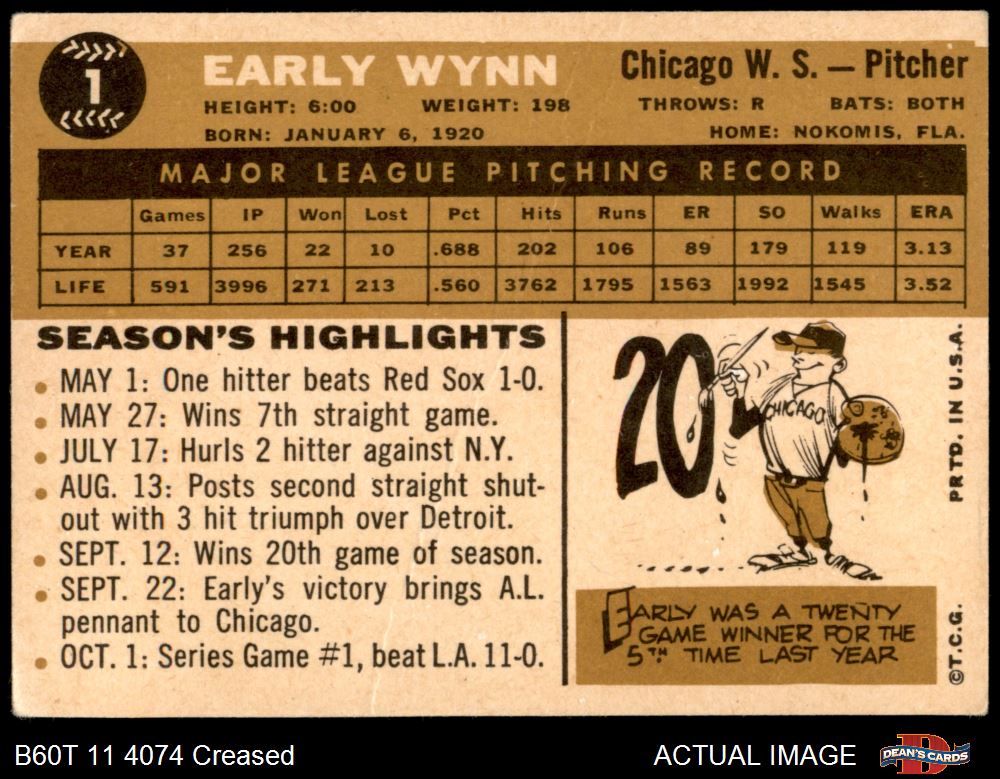 1
EARLY WYNN
Chicago W. S. — Pitcher
HEIGHT: 6:00 WEIGHT: 198 THROWS: R BATS: BOTH
BORN: JANUARY 6, 1920 HOME: NOKOMIS, FLA.
MAJOR LEAGUE PITCHING RECORD
Games IP Won Lost Pct Hits Runs ER SO Walks ERA
YEAR 37 256 22 10 .688 202 106 89 179 119 3.13
LIFE 591 3996 271 213 .560 3762 1795 1563 1992 1545 3.52
SEASON'S HIGHLIGHTS
• MAY 1: One hitter beats Red Sox 1-0.
• MAY 27: Wins 7th straight game.
• JULY 17: Hurls 2 hitter against N.Y.
• AUG. 13: Posts second straight shut-
out with 3 hit triumph over Detroit.
• SEPT. 12: Wins 20th game of season.
• SEPT. 22: Early's victory brings A.L.
pennant to Chicago.
• OCT. 1: Series Game #1, beat L.A. 11-0.
20
CHICAGO
EARLY WAS A TWENTY
GAME WINNER FOR THE
5TH TIME LAST YEAR
PRTD. IN U.S.A.
©T.C.G.
B60T 11 4074 Creased
ACTUAL IMAGE
DEAN'S CARDS